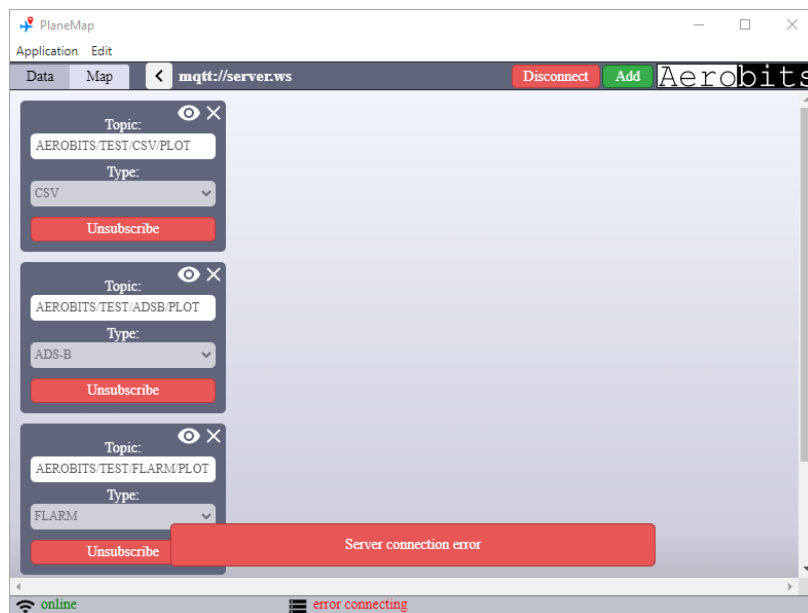 PlaneMap
Application Edit
Data Map mqtt://server.ws Disconnect Add Aerobits
Topic:
AEROBITS/TEST/CSV/PLOT
Type:
CSV
Unsubscribe
Topic:
AEROBITS/TEST/ADSB/PLOT
Type:
ADS-B
Unsubscribe
Topic:
AEROBITS/TEST/FLARM/PLOT
Type:
FLARM
Unsubscribe
Server connection error
online error connecting